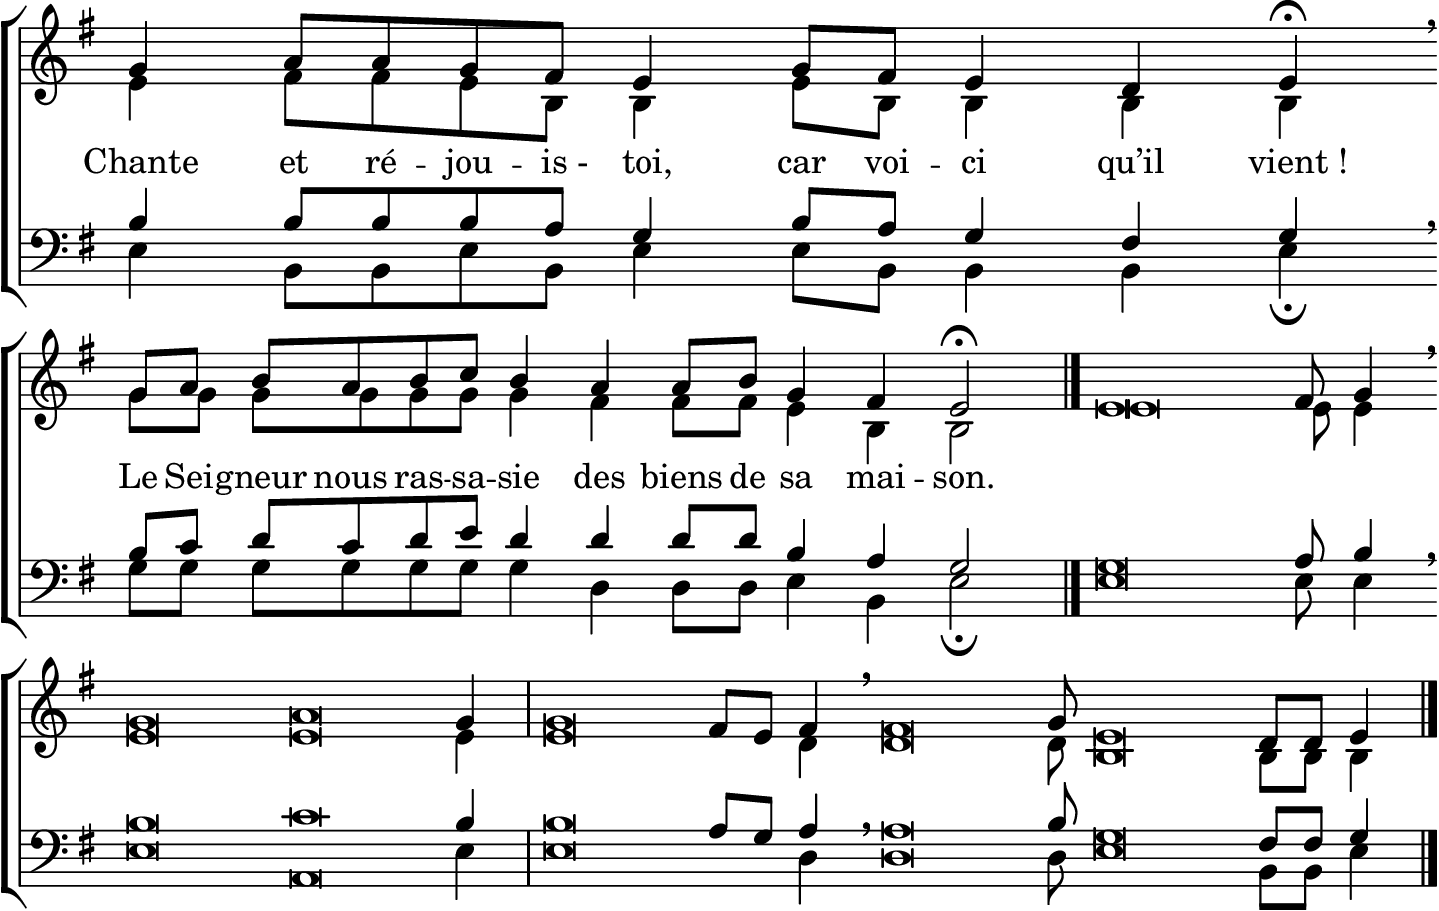 Chante et ré - jou - is - toi, car voi - ci qu’il vient !
Le Seigneur nous ras - sa - sie des biens de sa mai - son.